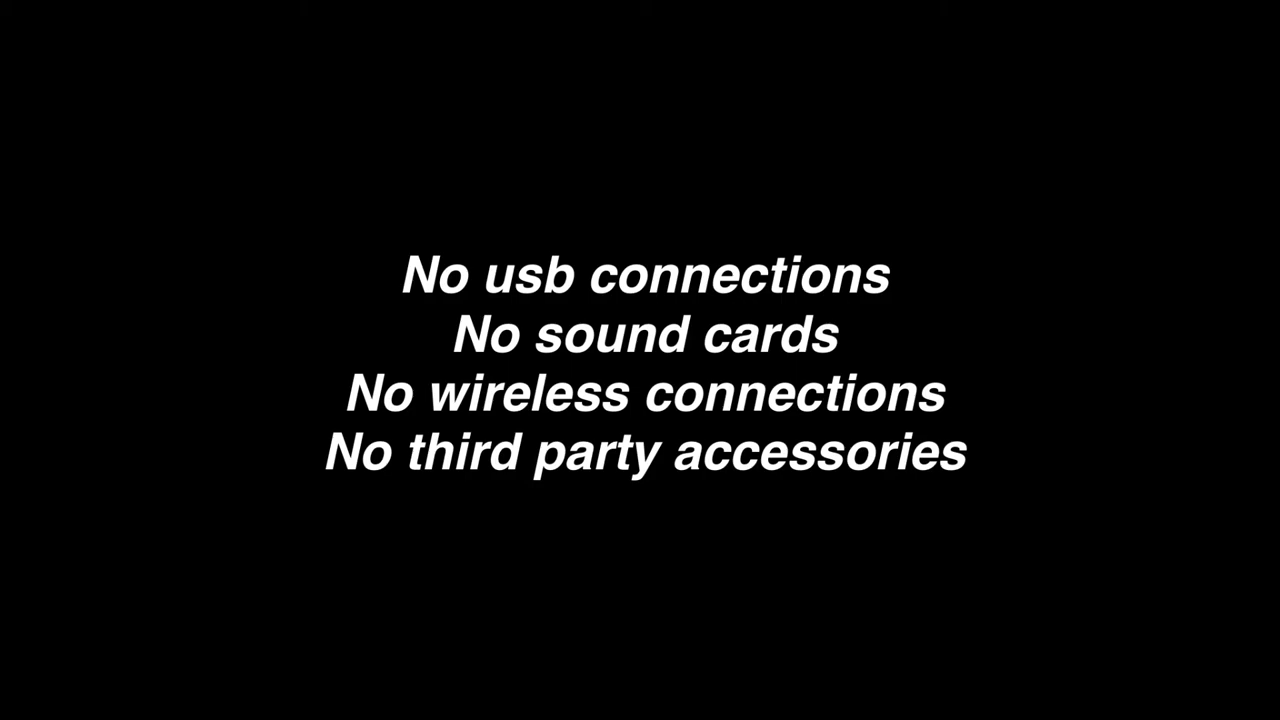 No usb connections
No sound cards
No wireless connections
No third party accessories